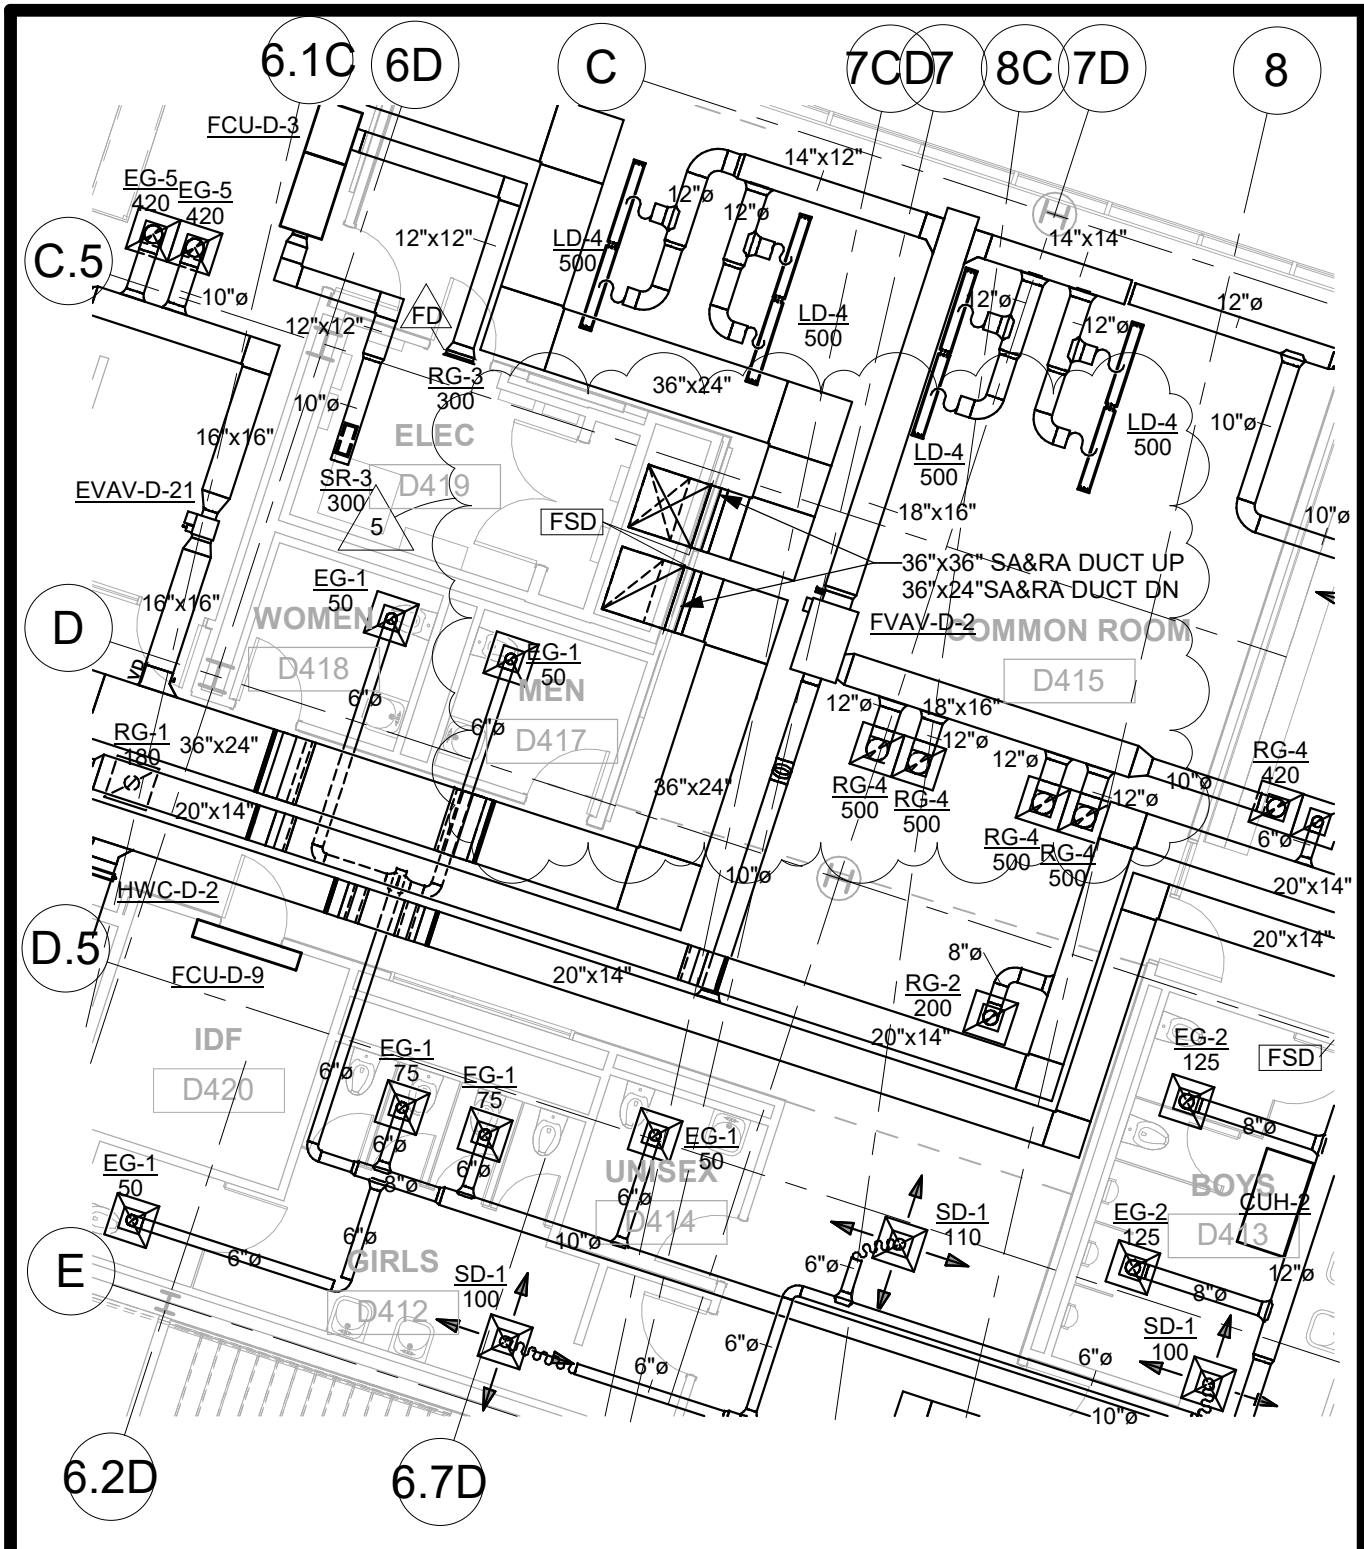 6.1C
6D
C
7CD
7
8C
7D
8
FCU-D-3
14"x12"
EG-5
420
EG-5
420
12"ø
12"ø
12"x12"
LD-4
500
14"x14"
C.5
10"ø
12"ø
12"ø
12"ø
FD
12"x12"
LD-4
500
RG-3
300
36"x24"
10"ø
LD-4
500
10"ø
16"x16"
ELEC
D419
LD-4
500
EVAV-D-21
SR-3
300
5
FSD
18"x16"
10"ø
36"x36" SA&RA DUCT UP
36"x24"SA&RA DUCT DN
EG-1
50
16"x16"
WOMEN
D418
FVAV-D-2
COMMON ROOM
D415
D
EG-1
50
MEN
D417
VD
6"ø
6"ø
12"ø
18"x16"
12"ø
RG-1
180
36"x24"
20"x14"
36"x24"
RG-4
500
RG-4
500
12"ø
12"ø
10"ø
RG-4
420
RG-4
500
RG-4
500
6"ø
10"ø
20"x14"
HWC-D-2
D.5
FCU-D-9
20"x14"
8"ø
RG-2
200
20"x14"
20"x14"
IDF
D420
EG-1
75
EG-1
75
6"ø
EG-2
125
FSD
6"ø
6"ø
8"ø
EG-1
50
UNISEX
D414
8"ø
EG-1
50
6"ø
10"ø
6"ø
6"ø
SD-1
110
BOYS
D413
CUH-2
EG-2
125
E
GIRLS
D412
SD-1
100
6"ø
12"ø
8"ø
6"ø
6"ø
SD-1
100
6"ø
10"ø
6.2D
6.7D